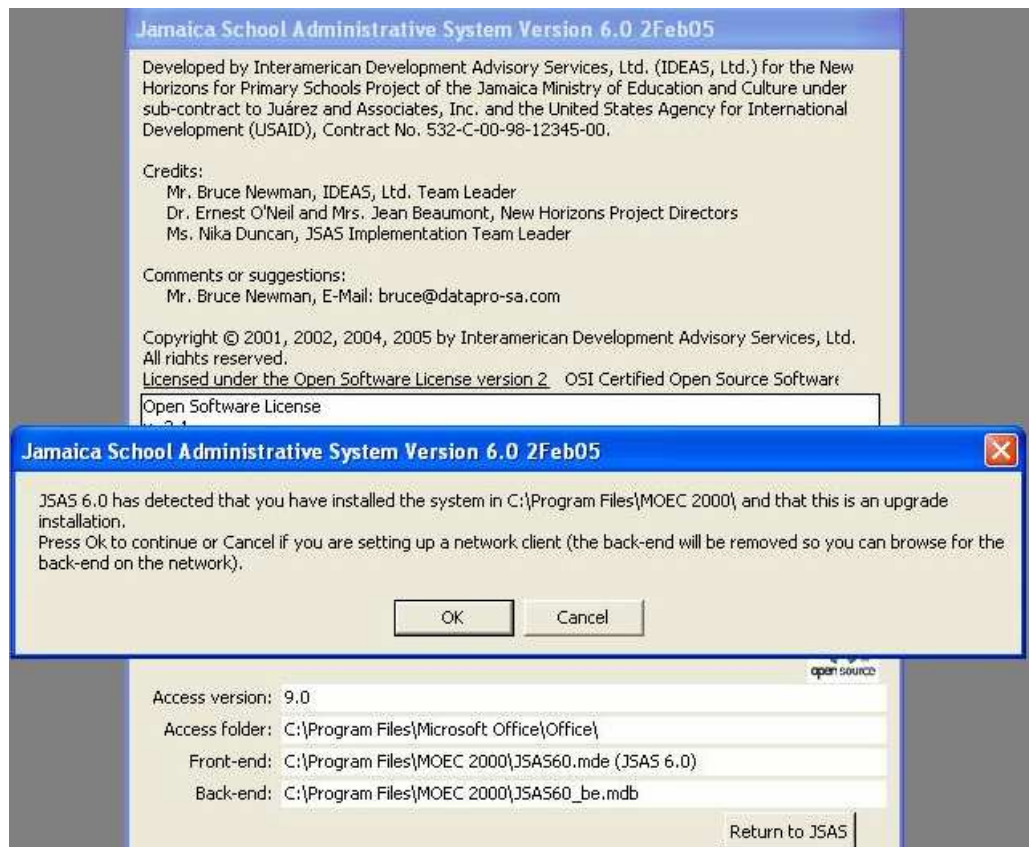 Jamaica School Administrative System Version 6.0 2Feb05
Developed by Interamerican Development Advisory Services, Ltd. (IDEAS, Ltd.) for the New
Horizons for Primary Schools Project of the Jamaica Ministry of Education and Culture under
sub-contract to Juárez and Associates, Inc. and the United States Agency for International
Development (USAID), Contract No. 532-C-00-98-12345-00.
Credits:
Mr. Bruce Newman, IDEAS, Ltd. Team Leader
Dr. Ernest O'Neil and Mrs. Jean Beaumont, New Horizons Project Directors
Ms. Nika Duncan, JSAS Implementation Team Leader
Comments or suggestions:
Mr. Bruce Newman, E-Mail: bruce@datapro-sa.com
Copyright © 2001, 2002, 2004, 2005 by Interamerican Development Advisory Services, Ltd.
All rights reserved.
Licensed under the Open Software License version 2 OSI Certified Open Source Software
Open Software License
Jamaica School Administrative System Version 6.0 2Feb05
JSAS 6.0 has detected that you have installed the system in C:\Program Files\MOEC 2000\ and that this is an upgrade
installation.
Press Ok to continue or Cancel if you are setting up a network client (the back-end will be removed so you can browse for the
back-end on the network).
OK Cancel
open source
Access version: 9.0
Access folder: C:\Program Files\Microsoft Office\Office\
Front-end: C:\Program Files\MOEC 2000\JSAS60.mde (JSAS 6.0)
Back-end: C:\Program Files\MOEC 2000\JSAS60_be.mdb
Return to JSAS